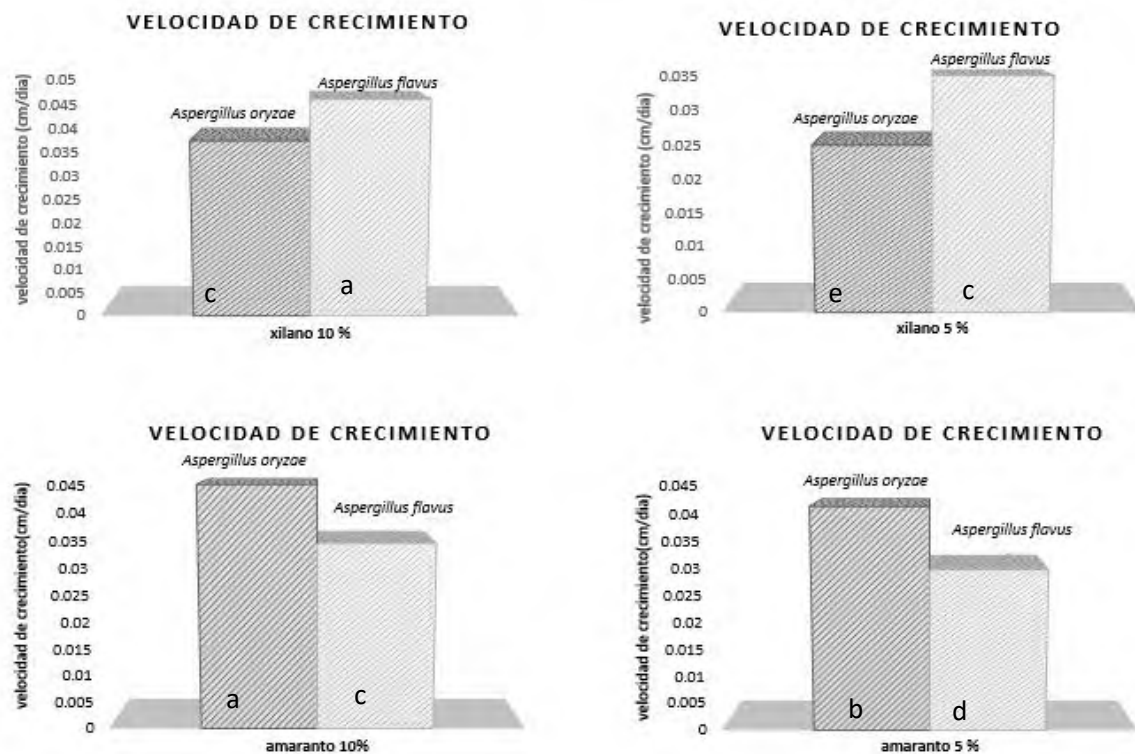 VELOCIDAD DE CRECIMIENTO
velocidad de crecimiento (cm/dia)
0.05
0.045
0.04
0.035
0.03
0.025
0.02
0.015
0.01
0.005
0
Aspergillus oryzae
Aspergillus flavus
c
a
xilano 10 %
VELOCIDAD DE CRECIMIENTO
velocidad de crecimiento (cm/dia)
0.035
0.03
0.025
0.02
0.015
0.01
0.005
0
Aspergillus flavus
Aspergillus oryzae
e
c
xilano 5 %
VELOCIDAD DE CRECIMIENTO
velocidad de crecimiento(cm/dia)
0.045
0.04
0.035
0.03
0.025
0.02
0.015
0.01
0.005
0
Aspergillus oryzae
Aspergillus flavus
a
c
amaranto 10%
VELOCIDAD DE CRECIMIENTO
velocidad de crecimiento(cm/dia)
0.045
0.04
0.035
0.03
0.025
0.02
0.015
0.01
0.005
0
Aspergillus oryzae
Aspergillus flavus
b
d
amaranto 5 %